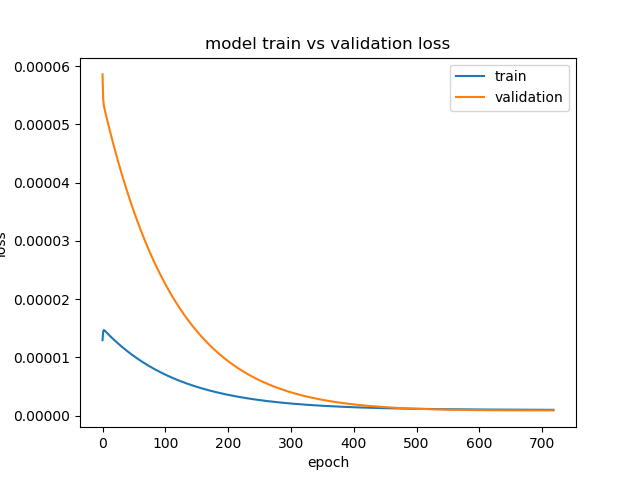 model train vs validation loss
train
validation
0.00006
0.00005
0.00004
0.00003
0.00002
0.00001
0.00000
loss
0 100 200 300 400 500 600 700
epoch